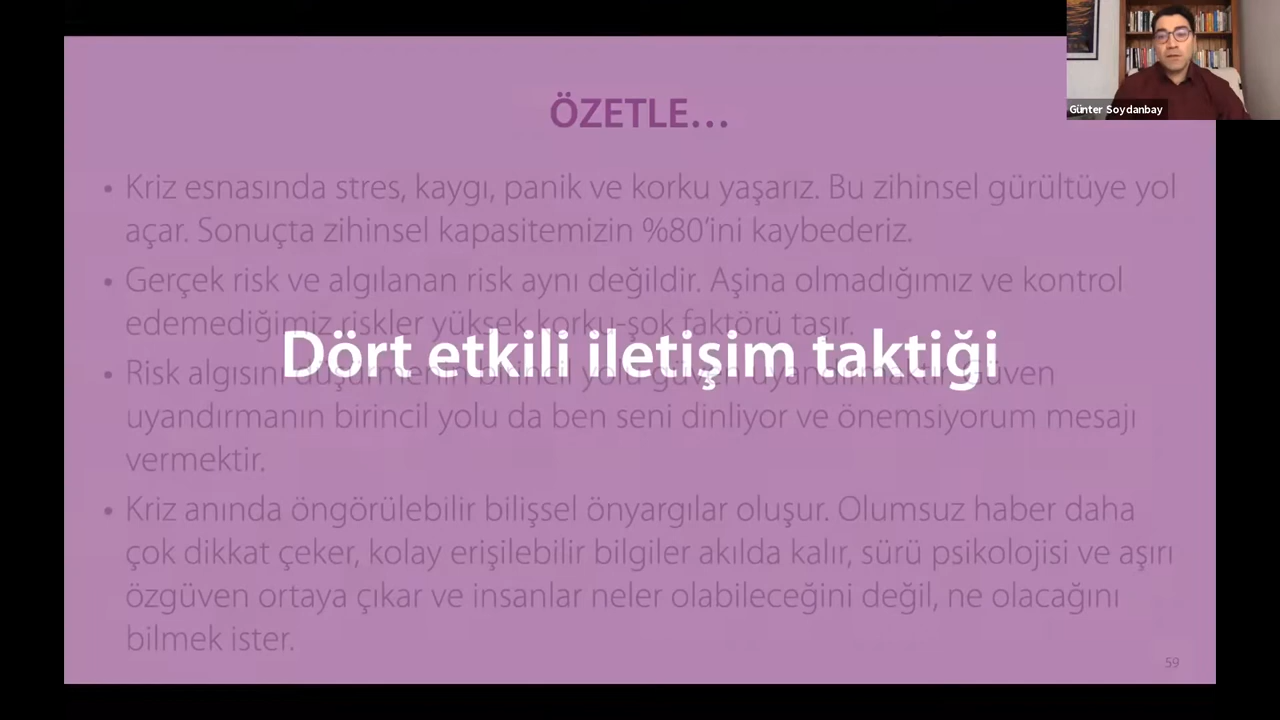 Günter Soydanbay
ÖZETLE...
• Kriz esnasında stres, kaygı, panik ve korku yaşarız. Bu zihinsel gürültüye yol
açar. Sonuçta zihinsel kapasitemizin %80'ini kaybederiz.
• Gerçek risk ve algılanan risk aynı değildir. Aşina olmadığımız ve kontrol
edemediğimiz riskler yüksek korku-şok faktörü taşır.
Dört etkili iletişim taktiği
• Risk algısını düşürmenin birincil yolu güven uyandırmaktır. Güven
uyandırmanın birincil yolu da ben seni dinliyor ve önemsiyorum mesajı
vermektir.
• Kriz anında öngörülebilir bilişsel önyargılar oluşur. Olumsuz haber daha
çok dikkat çeker, kolay erişilebilir bilgiler akılda kalır, sürü psikolojisi ve aşırı
özgüven ortaya çıkar ve insanlar neler olabileceğini değil, ne olacağını
bilmek ister.
59